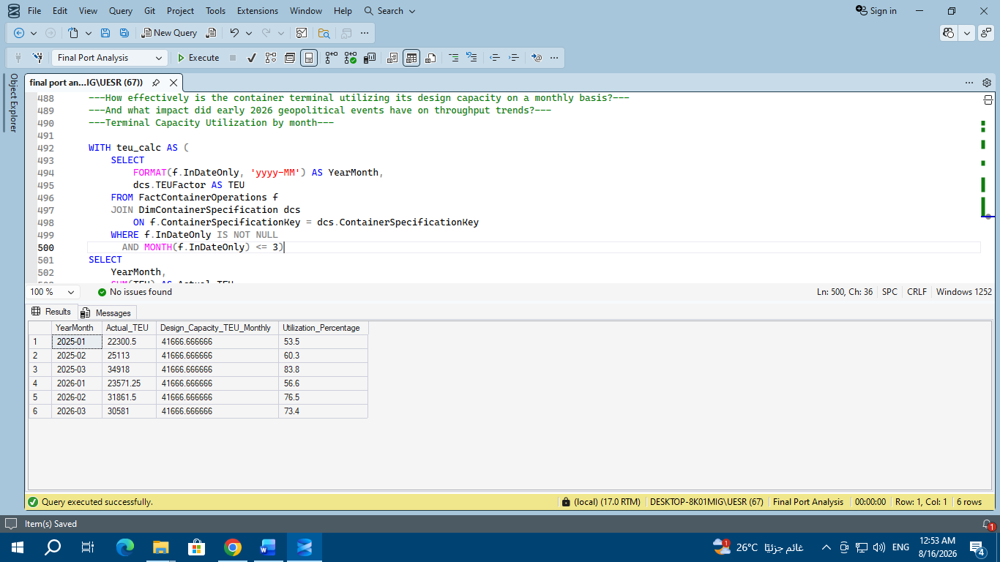 File Edit View Query Git Project Tools Extensions Window Help Search Sign in
New Query
Final Port Analysis Execute
Object Explorer
final port an...IG\UESR (67))
488 ---How effectively is the container terminal utilizing its design capacity on a monthly basis?---
489 ---And what impact did early 2026 geopolitical events have on throughput trends?---
490 ---Terminal Capacity Utilization by month---
491
492 WITH teu_calc AS (
493 SELECT
494 FORMAT(f.InDateOnly, 'yyyy-MM') AS YearMonth,
495 dcs.TEUFactor AS TEU
496 FROM FactContainerOperations f
497 JOIN DimContainerSpecification dcs
498 ON f.ContainerSpecificationKey = dcs.ContainerSpecificationKey
499 WHERE f.InDateOnly IS NOT NULL
500 AND MONTH(f.InDateOnly) <= 3)
501 SELECT
502 YearMonth,
100 % No issues found Ln: 500, Ch: 36 SPC CRLF Windows 1252
Results Messages
YearMonth Actual_TEU Design_Capacity_TEU_Monthly Utilization_Percentage
1 2025-01 22300.5 41666.666666 53.5
2 2025-02 25113 41666.666666 60.3
3 2025-03 34918 41666.666666 83.8
4 2026-01 23571.25 41666.666666 56.6
5 2026-02 31861.5 41666.666666 76.5
6 2026-03 30581 41666.666666 73.4
Query executed successfully. (local) (17.0 RTM) DESKTOP-8K01MIG\UESR (67) Final Port Analysis 00:00:00 Row: 1, Col: 1 6 rows
Item(s) Saved 1
1 26°C غائم جزئيًا ENG 12:53 AM
8/16/2026 4